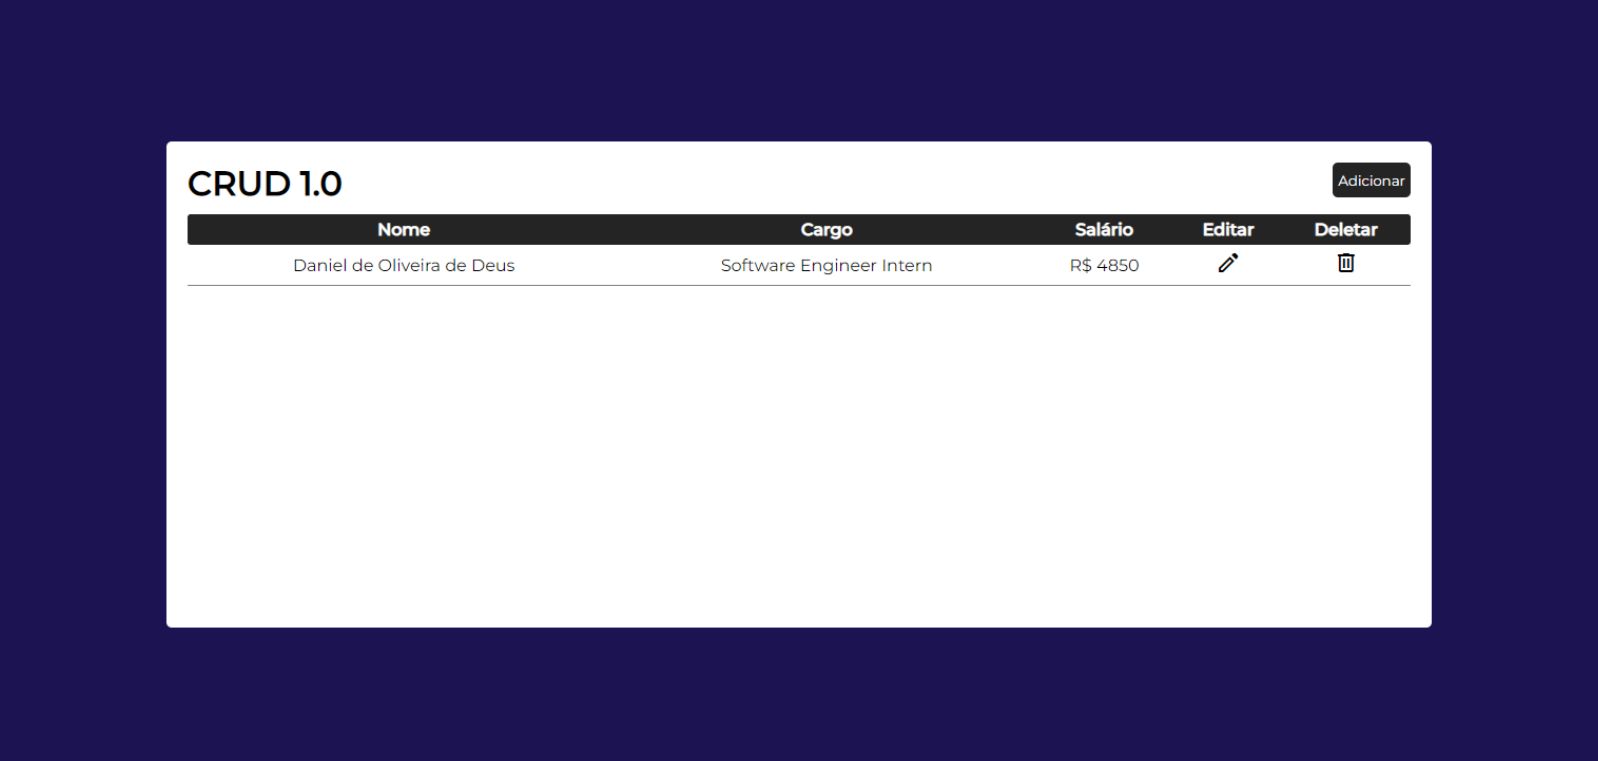 CRUD 1.0
Adicionar
Nome Cargo Salário Editar Deletar
Daniel de Oliveira de Deus Software Engineer Intern R$ 4850